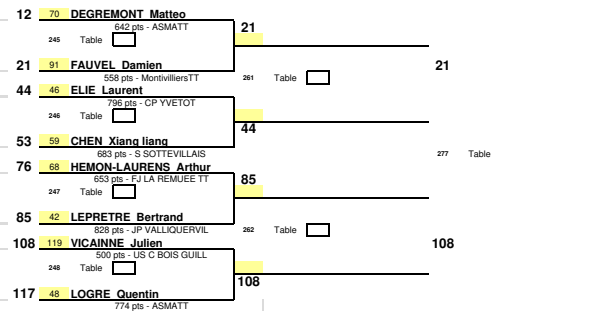 12 70 DEGREMONT Matteo
642 pts - ASMATT
21
245 Table
21 91 FAUVEL Damien
21
558 pts - MontivilliersTT
261 Table
44 46 ELIE Laurent
796 pts - CP YVETOT
246 Table
44
53 59 CHEN Xiang liang
683 pts - S SOTTEVILLAIS
277 Table
76 68 HEMON-LAURENS Arthur
653 pts - FJ LA REMUEE TT
85
247 Table
85 42 LEPRETRE Bertrand
828 pts - JP VALLIQUERVIL
262 Table
108 119 VICAINNE Julien
108
500 pts - US C BOIS GUILL
248 Table
108
117 48 LOGRE Quentin
774 pts - ASMATT